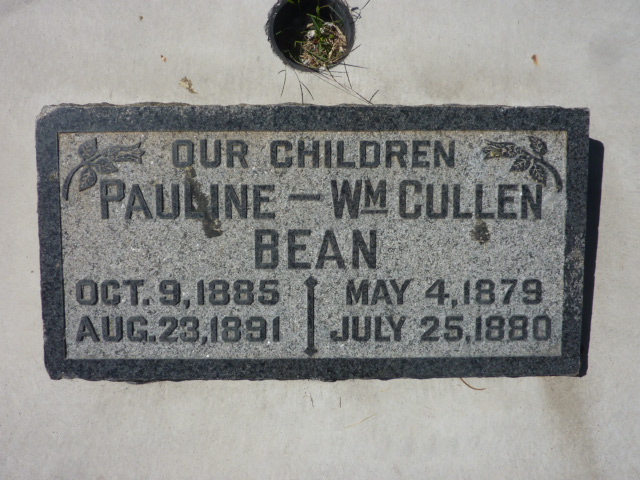 OUR CHILDREN
PAULINE — WM CULLEN
BEAN
OCT. 9, 1885 MAY 4, 1879
AUG. 23, 1891 JULY 25, 1880